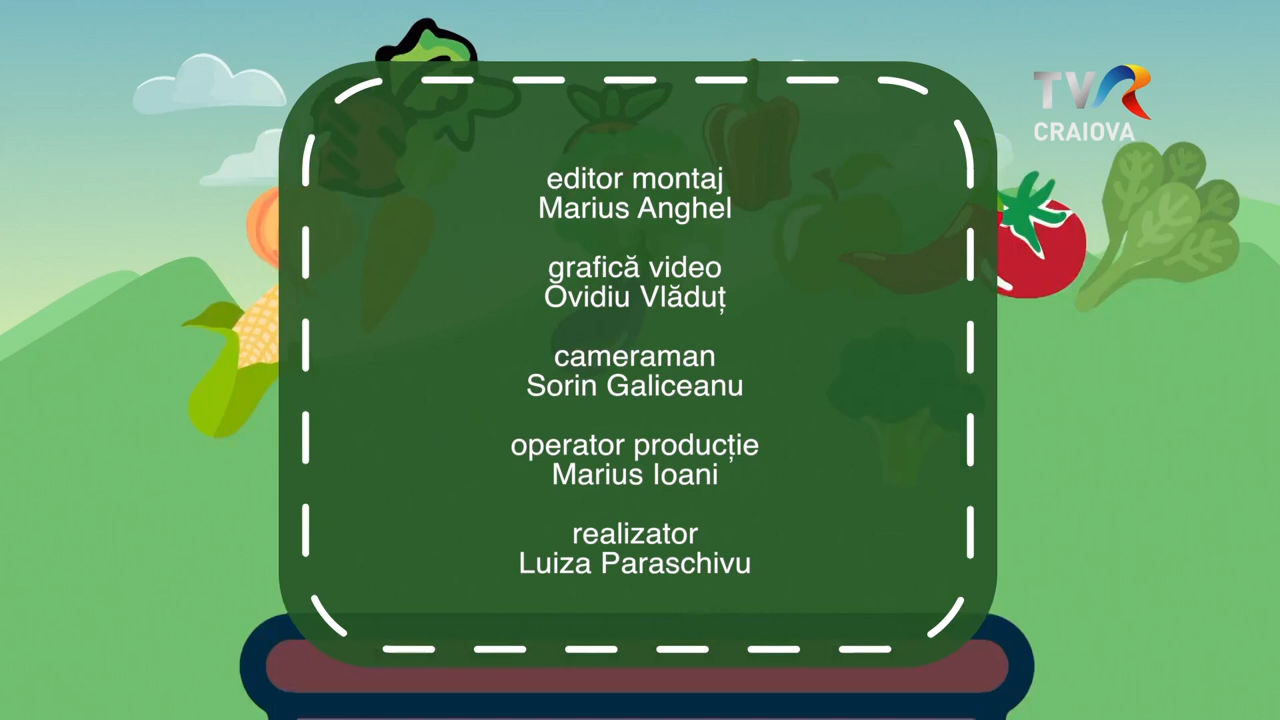 TVR
CRAIOVA
editor montaj
Marius Anghel
grafică video
Ovidiu Vlăduț
cameraman
Sorin Galiceanu
operator producție
Marius Ioani
realizator
Luiza Paraschivu